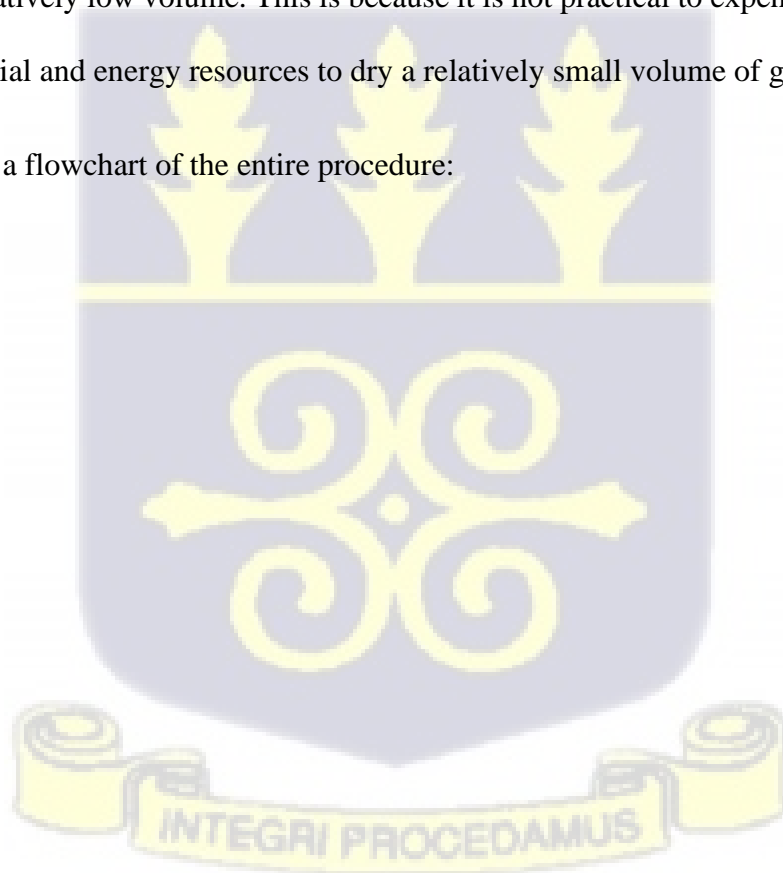 atively low volume. This is because it is not practical to expen
ial and energy resources to dry a relatively small volume of g
a flowchart of the entire procedure:
INTEGRI PROCEDAMUS